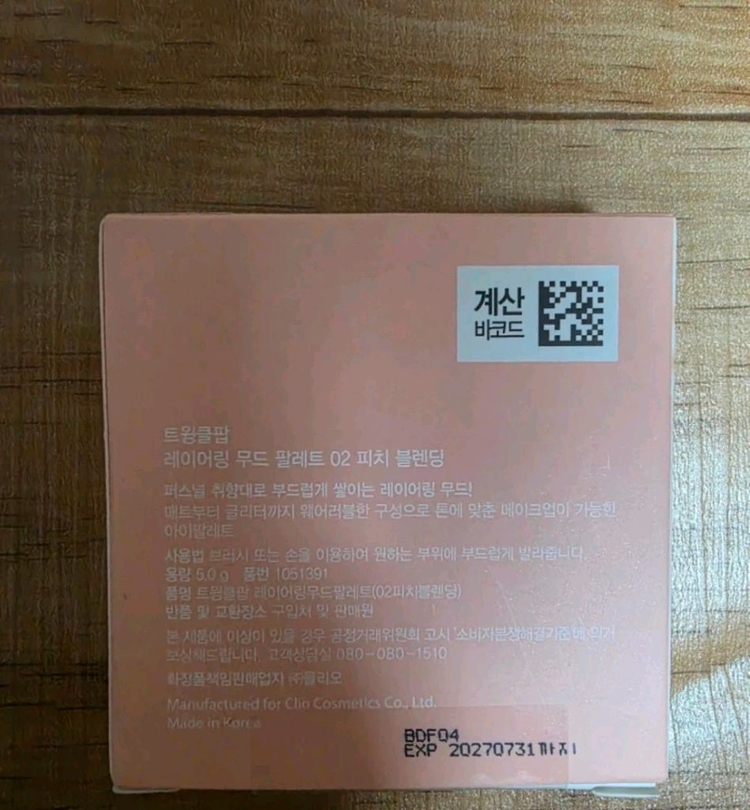 계산
바코드
트윙클팝
레이어링 무드 팔레트 02 피치 블렌딩
퍼스널 취향대로 부드럽게 쌓이는 레이어링 무드!
매트부터 글리터까지 웨어러블한 구성으로 톤에 맞춘 메이크업이 가능한
아이팔레트
사용법 브러시 또는 손을 이용하여 원하는 부위에 부드럽게 발라줍니다.
용량 5.0 g 품번 1051391
품명 트윙클팝 레이어링무드팔레트(02피치블렌딩)
반품 및 교환장소 구입처 및 판매원
본 제품에 이상이 있을 경우 공정거래위원회 고시 '소비자분쟁해결기준'에 의거
보상해드립니다. 고객상담실 080-080-1510
화장품책임판매업자 ㈜클리오
Manufactured for Clio Cosmetics Co., Ltd.
Made in Korea
BDF04
EXP 20270731까지